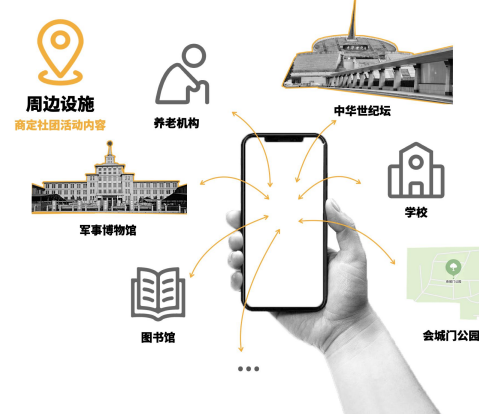 周边设施
商定社团活动内容
养老机构
中华世纪坛
军事博物馆
学校
图书馆
会城门公园